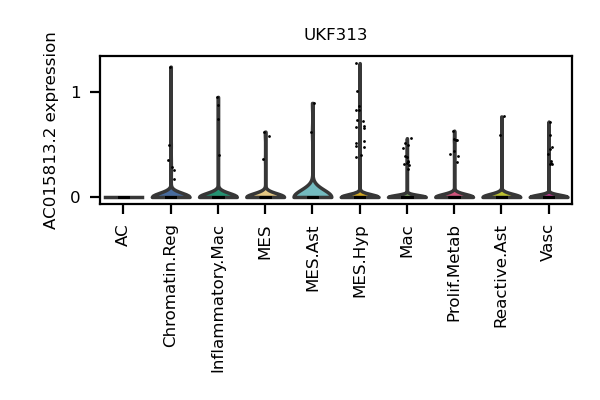 UKF313
AC015813.2 expression
1
0
AC
Chromatin.Reg
Inflammatory.Mac
MES
MES.Ast
MES.Hyp
Mac
Prolif.Metab
Reactive.Ast
Vasc